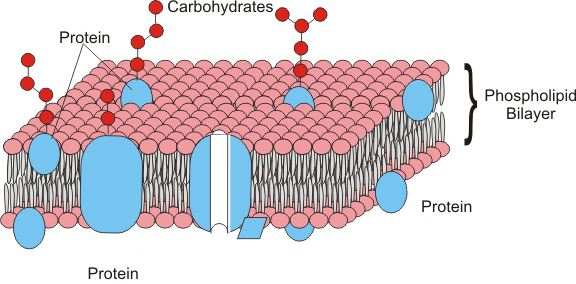 Carbohydrates
Protein
Phospholipid
Bilayer
Protein
Protein